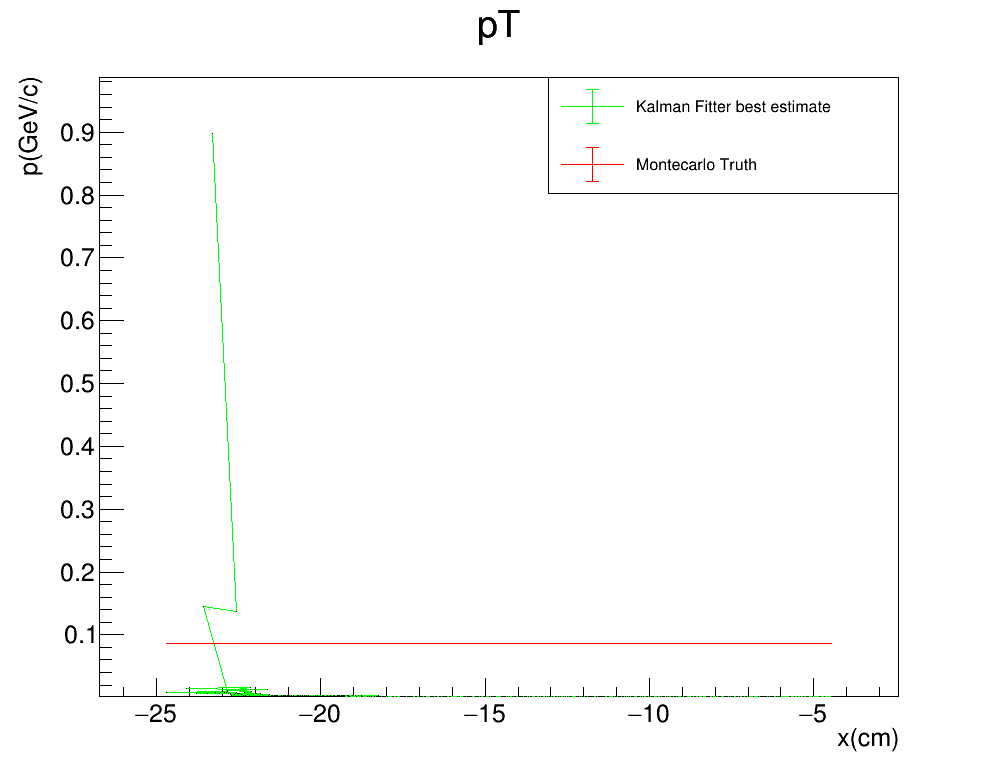 pT
p(GeV/c)
Kalman Fitter best estimate
Montecarlo Truth
0.9
0.8
0.7
0.6
0.5
0.4
0.3
0.2
0.1
−25 −20 −15 −10 −5
x(cm)